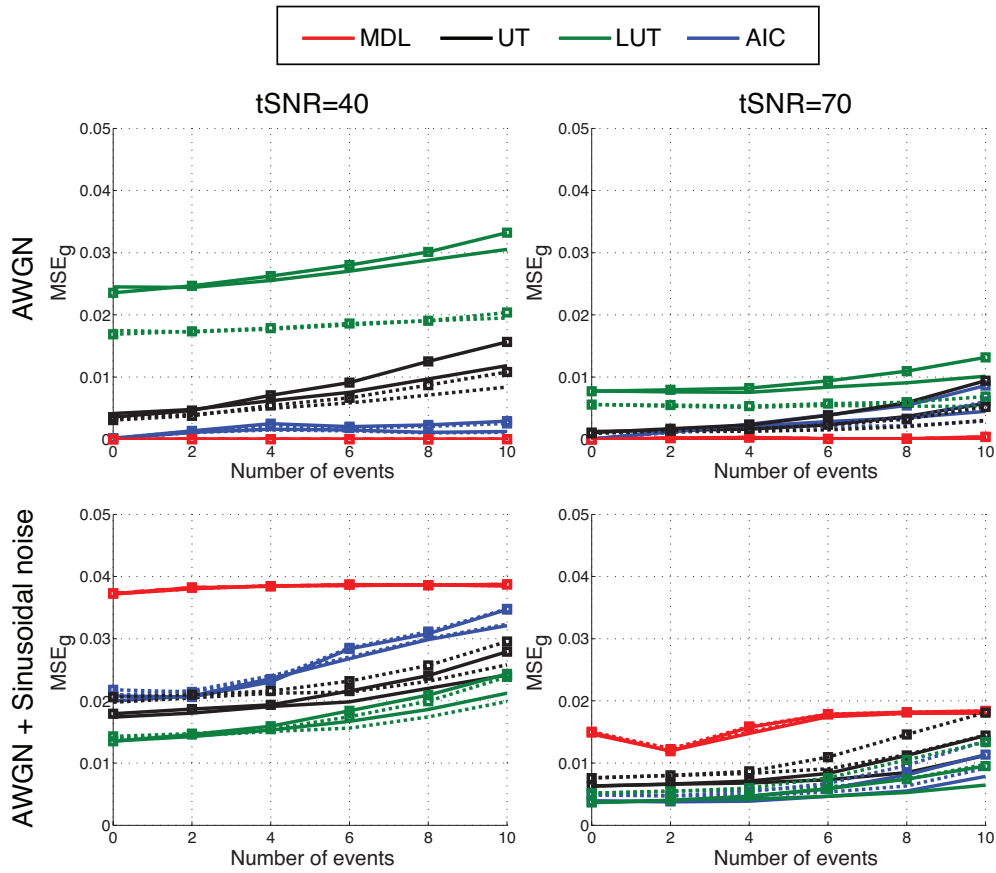 MDL UT LUT AIC
tSNR=40 tSNR=70
AWGN
MSEg
0.05
0.04
0.03
0.02
0.01
0
0 2 4 6 8 10
Number of events
MSEg
0.05
0.04
0.03
0.02
0.01
0
0 2 4 6 8 10
Number of events
AWGN + Sinusoidal noise
MSEg
0.05
0.04
0.03
0.02
0.01
0
0 2 4 6 8 10
Number of events
MSEg
0.05
0.04
0.03
0.02
0.01
0
0 2 4 6 8 10
Number of events